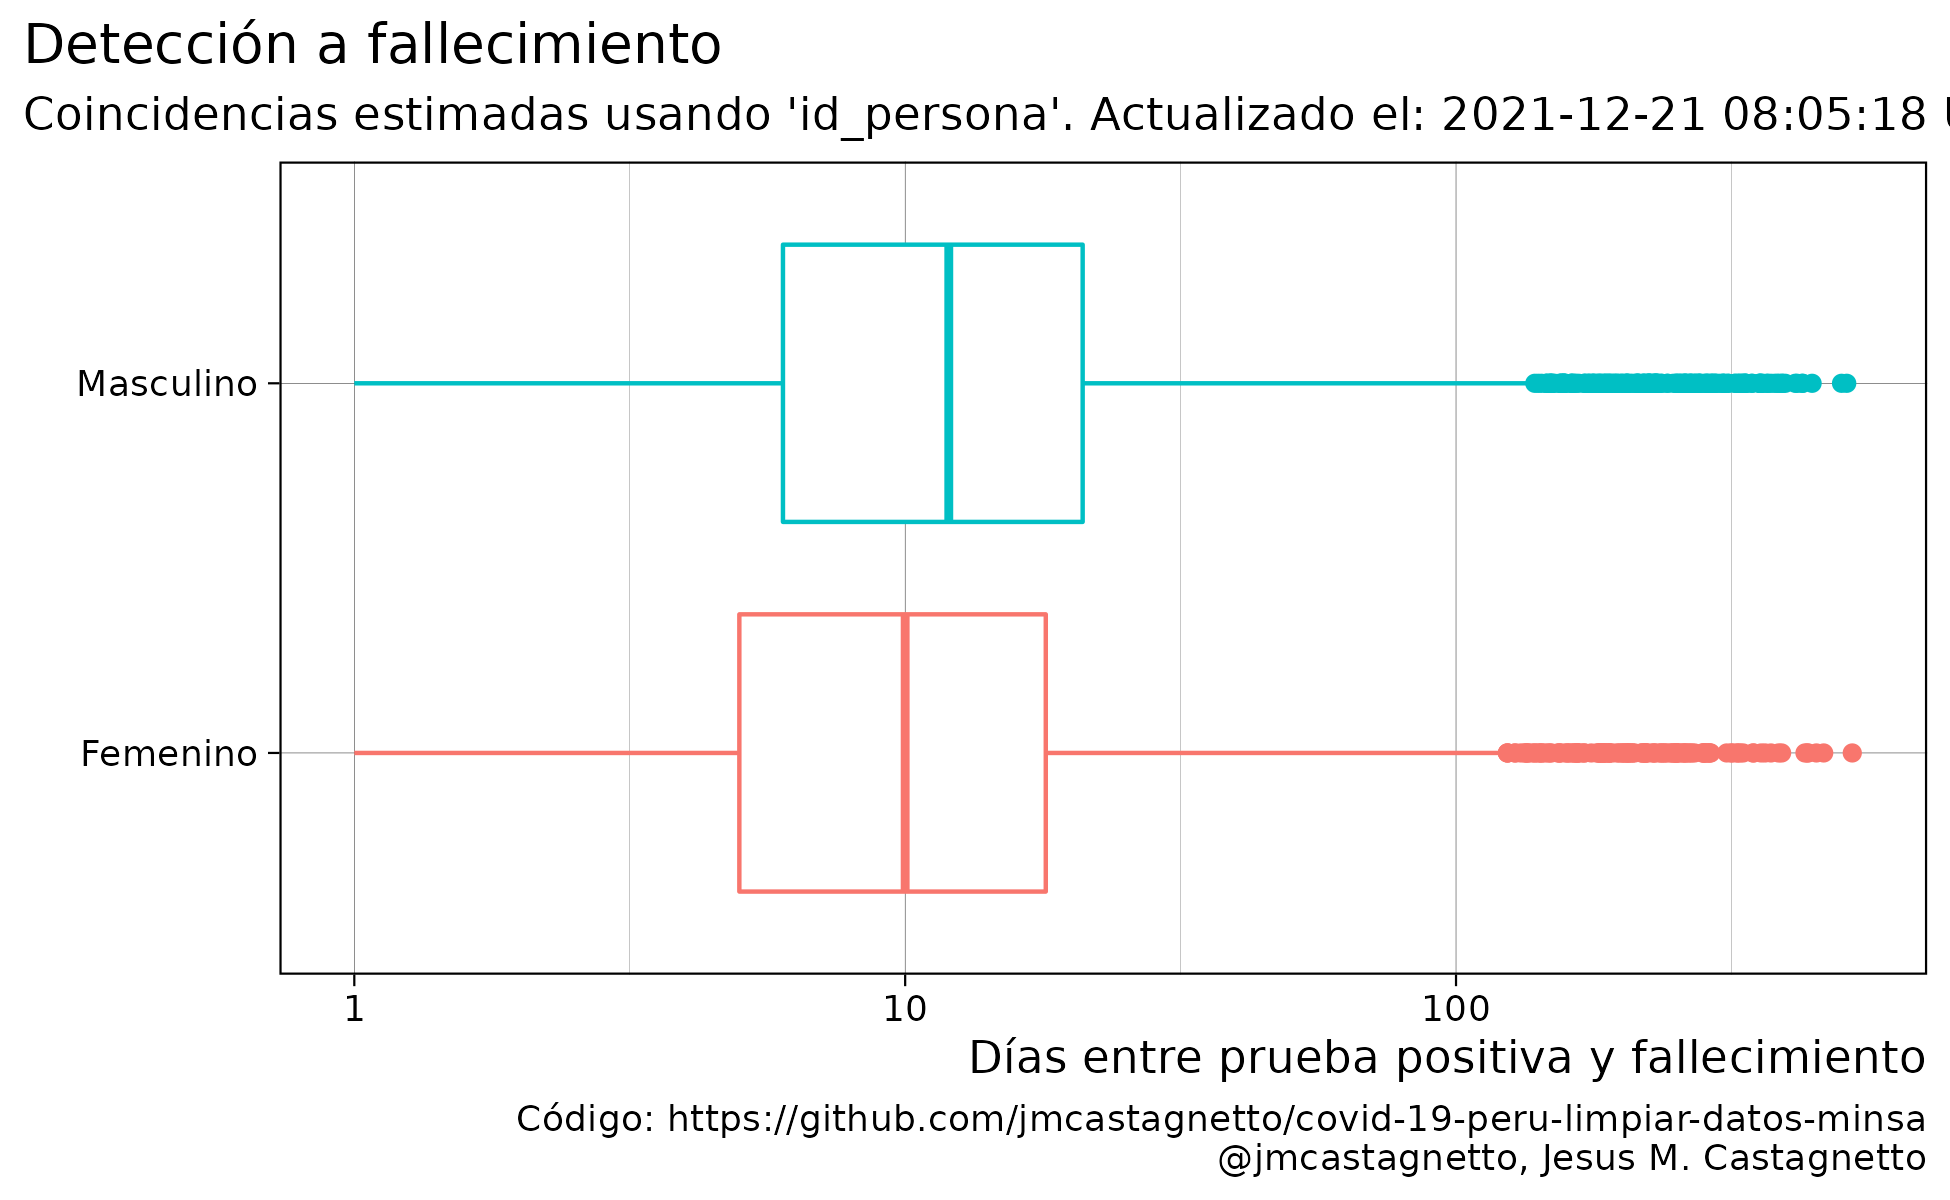 Detección a fallecimiento
Coincidencias estimadas usando 'id_persona'. Actualizado el: 2021-12-21 08:05:18
Masculino
Femenino
1 10 100
Días entre prueba positiva y fallecimiento
Código: https://github.com/jmcastagnetto/covid-19-peru-limpiar-datos-minsa
@jmcastagnetto, Jesus M. Castagnetto